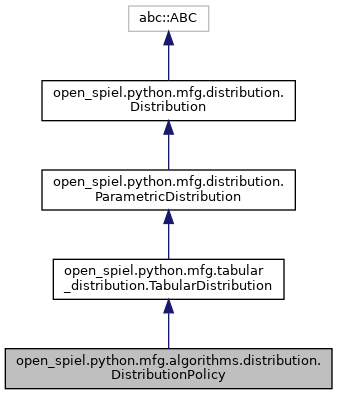 abc::ABC
open_spiel.python.mfg.distribution.
Distribution
open_spiel.python.mfg.distribution.
ParametricDistribution
open_spiel.python.mfg.tabular
_distribution.TabularDistribution
open_spiel.python.mfg.algorithms.distribution.
DistributionPolicy